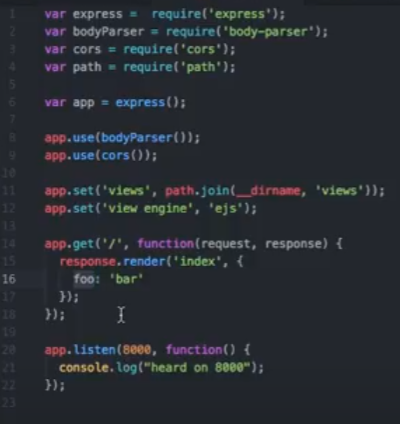 1 var express =  require('express');
2 var bodyParser = require('body-parser');
3 var cors = require('cors');
4 var path = require('path');
5
6 var app = express();
7
8 app.use(bodyParser());
9 app.use(cors());
10
11 app.set('views', path.join(__dirname, 'views'));
12 app.set('view engine', 'ejs');
13
14 app.get('/', function(request, response) {
15   response.render('index', {
16     foo: 'bar'
17   });
18 });
19
20 app.listen(8000, function() {
21   console.log("heard on 8000");
22 });
23